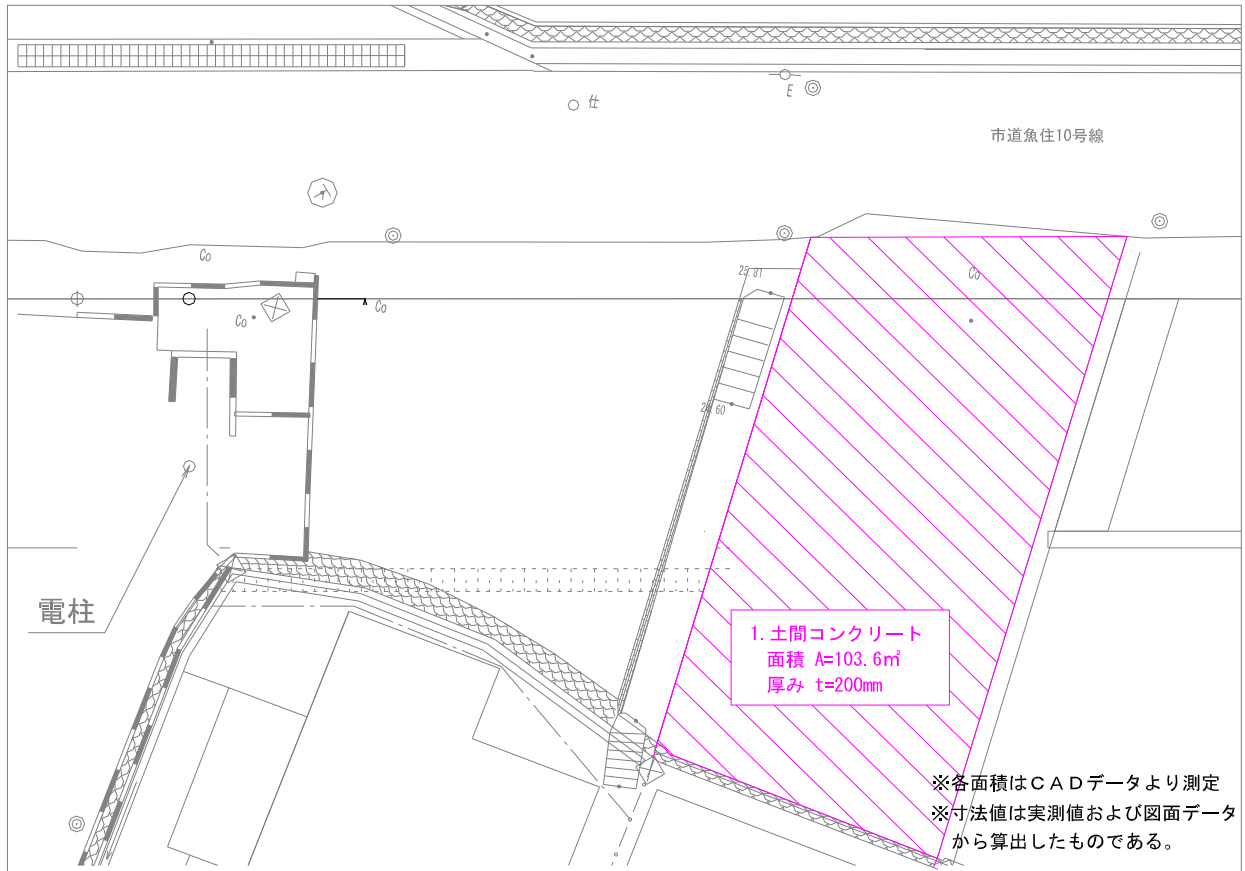 仕
E
市道魚住10号線
Co
25.81
Co
Co
Co
電柱
1.土間コンクリート
面積 A=103.6㎡
厚み t=200mm
※各面積はCADデータより測定
※寸法値は実測値および図面データ
から算出したものである。